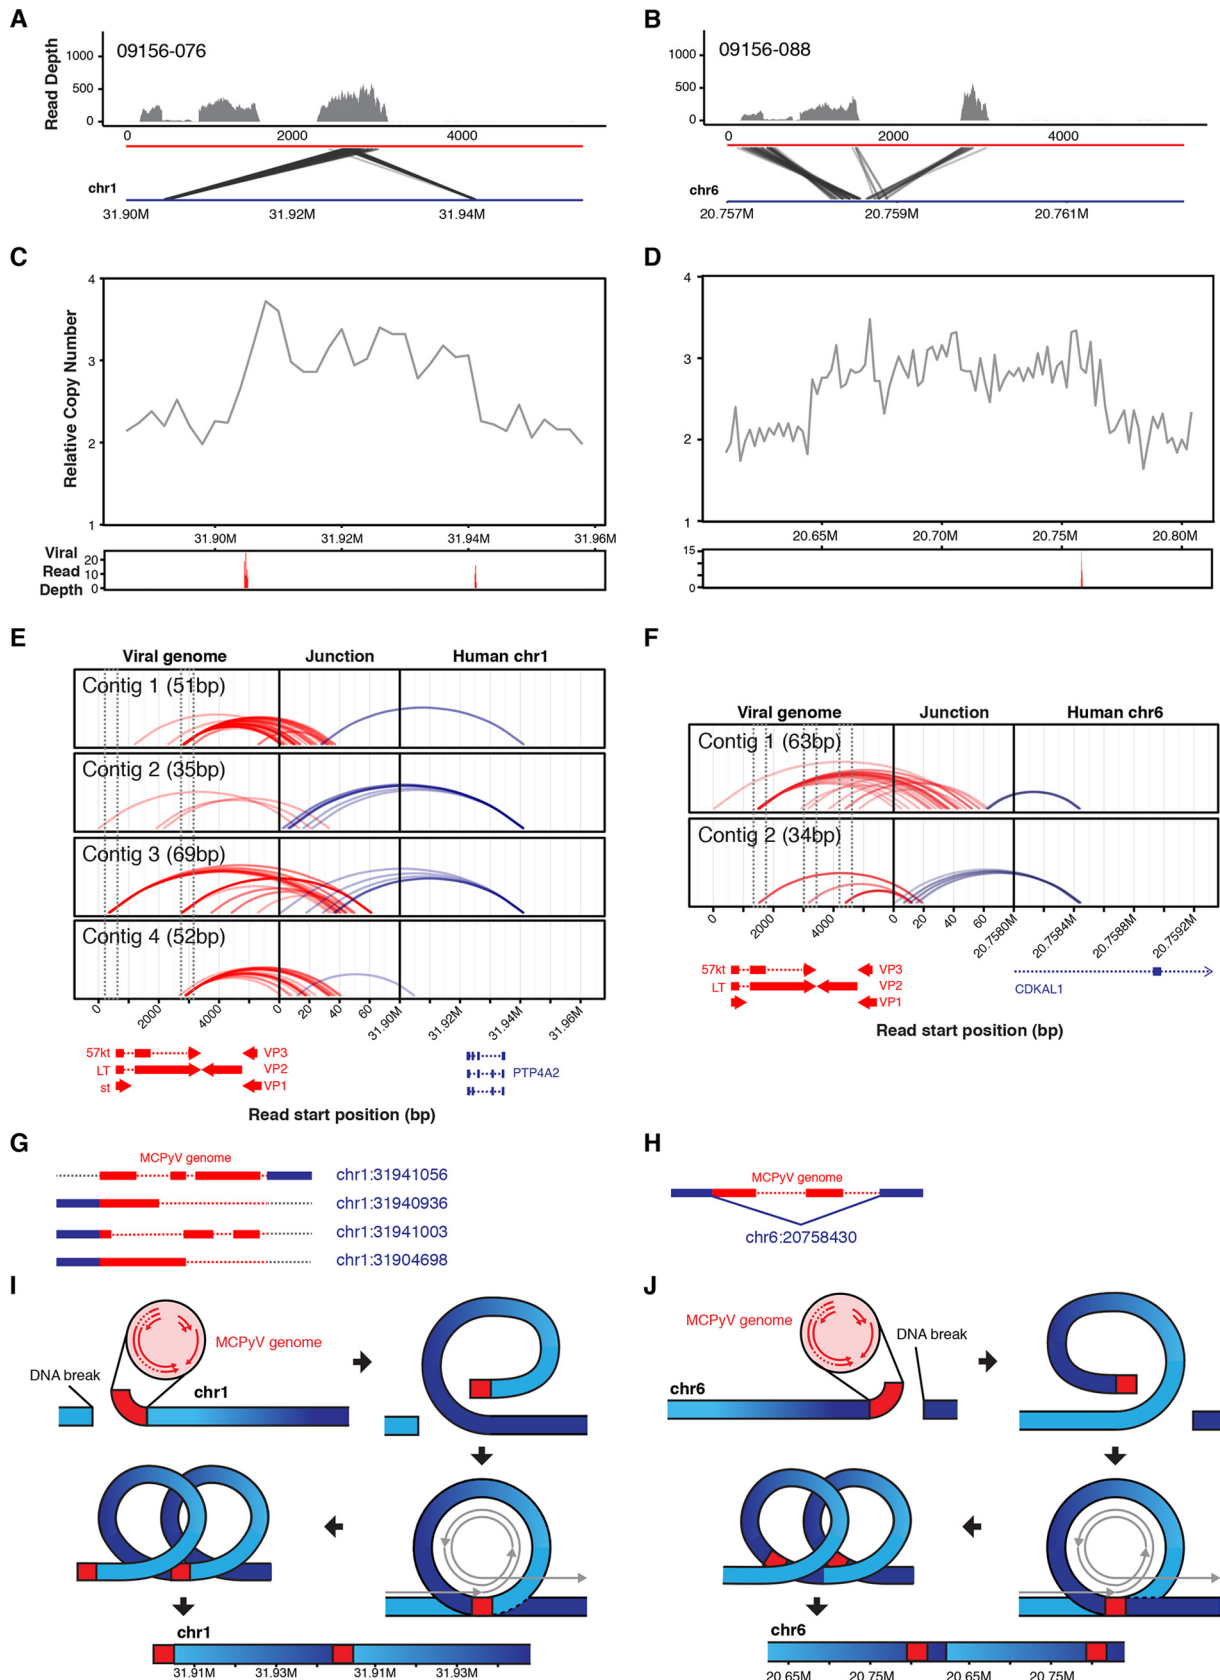 A
Read Depth
09156-076
1000
500
0
0 2000 4000
chr1
31.90M 31.92M 31.94M
B
09156-088
1000
500
0
0 2000 4000
chr6
20.757M 20.759M 20.761M
C
Relative Copy Number
4
3
2
1
31.90M 31.92M 31.94M 31.96M
Viral Read Depth
20
10
0
D
4
3
2
1
20.65M 20.70M 20.75M 20.80M
15
5
0
E
Viral genome Junction Human chr1
Contig 1 (51bp)
Contig 2 (35bp)
Contig 3 (69bp)
Contig 4 (52bp)
0 2000 4000 0 20 40 60 31.90M 31.92M 31.94M 31.96M
57kt VP3
LT VP2
st VP1
PTP4A2
Read start position (bp)
F
Viral genome Junction Human chr6
Contig 1 (63bp)
Contig 2 (34bp)
0 2000 4000 0 20 40 60 20.7580M 20.7584M 20.7588M 20.7592M
57kt VP3
LT VP2
VP1
CDKAL1
Read start position (bp)
G
MCPyV genome
chr1:31941056
chr1:31940936
chr1:31941003
chr1:31904698
H
MCPyV genome
chr6:20758430
I
MCPyV genome
DNA break
chr1
chr1
31.91M 31.93M 31.91M 31.93M
J
MCPyV genome
DNA break
chr6
chr6
20.65M 20.75M 20.65M 20.75M